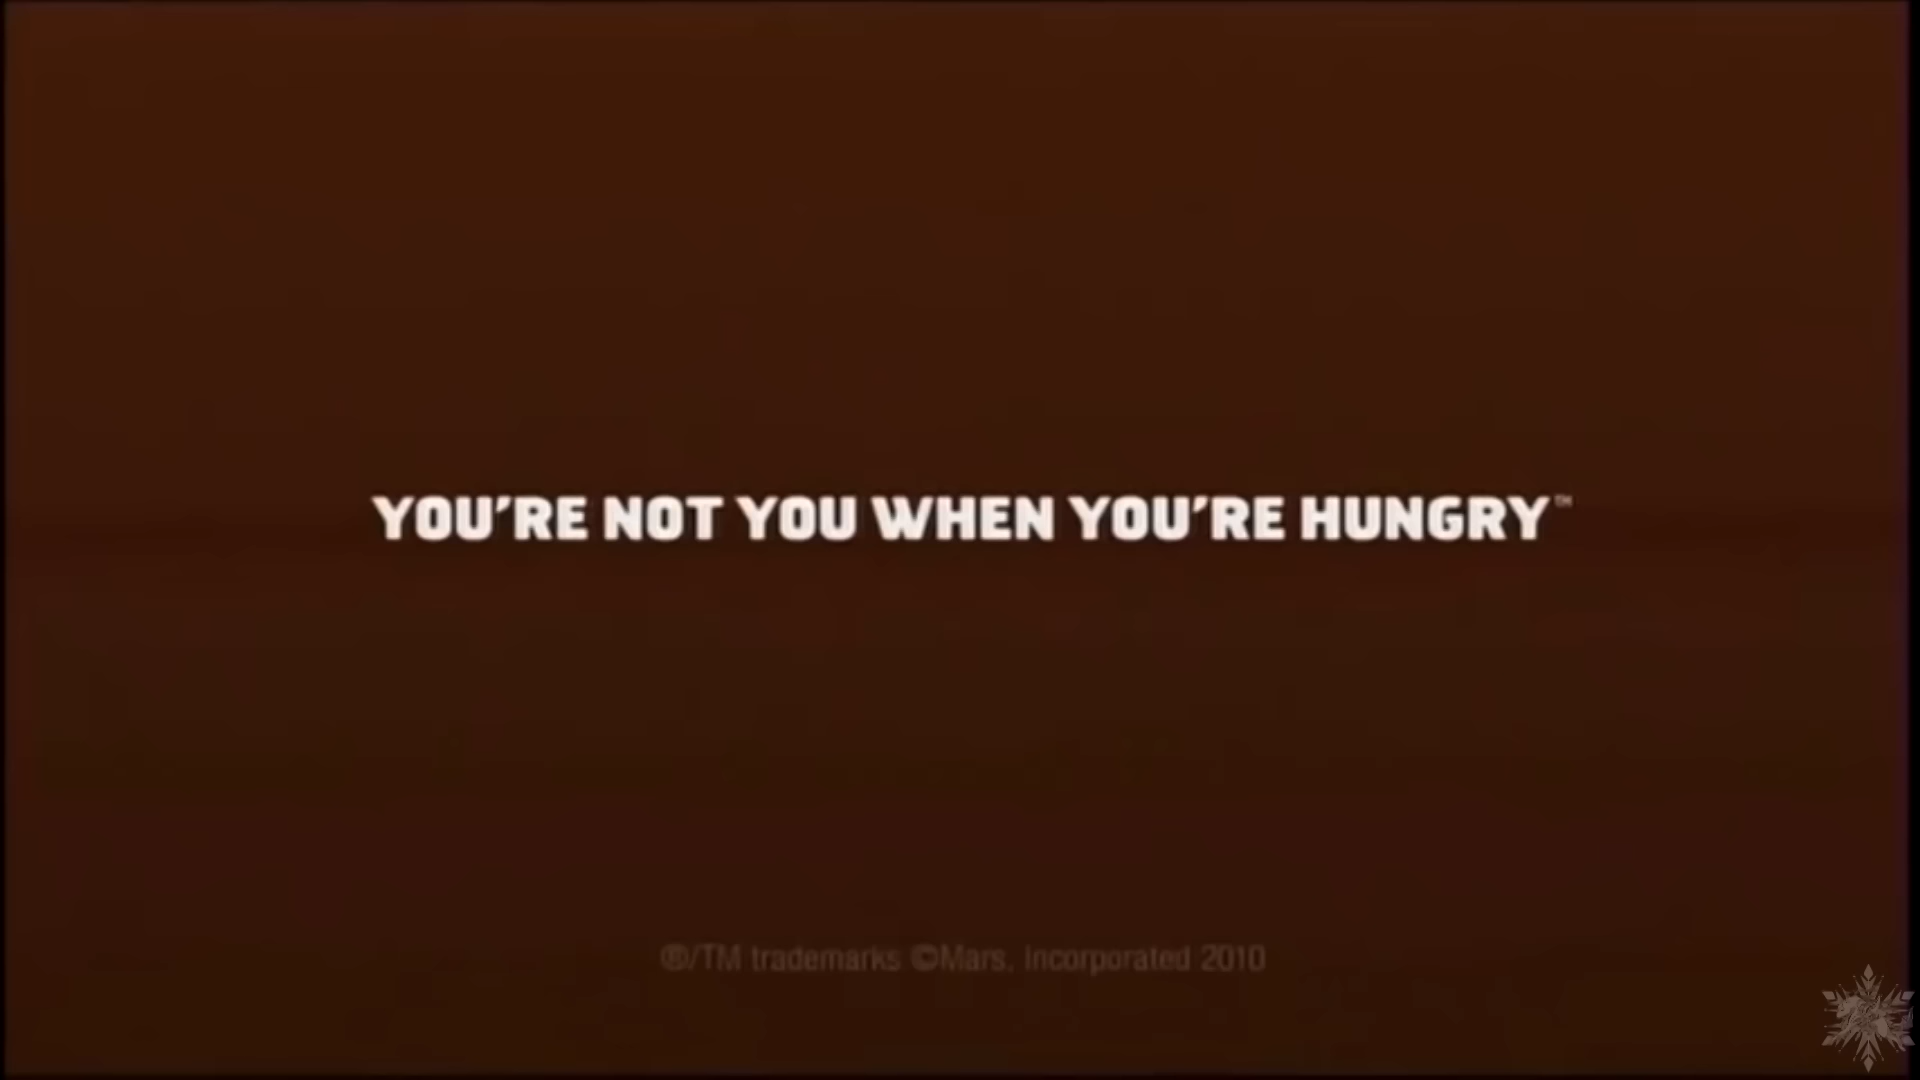 YOU'RE NOT YOU WHEN YOU'RE HUNGRY™
®/TM trademarks ©Mars, Incorporated 2010